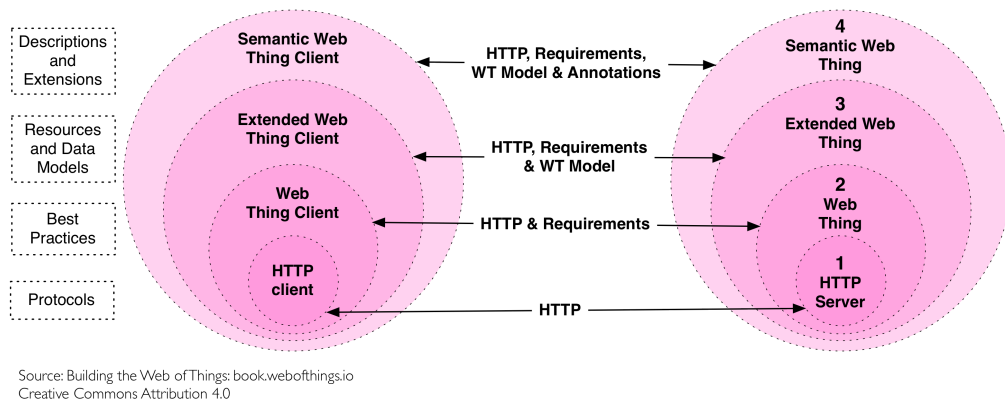 Descriptions
and
Extensions
Semantic Web
Thing Client
HTTP, Requirements,
WT Model & Annotations
4
Semantic Web
Thing
Resources
and Data
Models
Extended Web
Thing Client
HTTP, Requirements
& WT Model
3
Extended Web
Thing
Best
Practices
Web
Thing Client
HTTP & Requirements
2
Web
Thing
Protocols
HTTP
client
HTTP
1
HTTP
Server
Source: Building the Web of Things: book.webofthings.io
Creative Commons Attribution 4.0